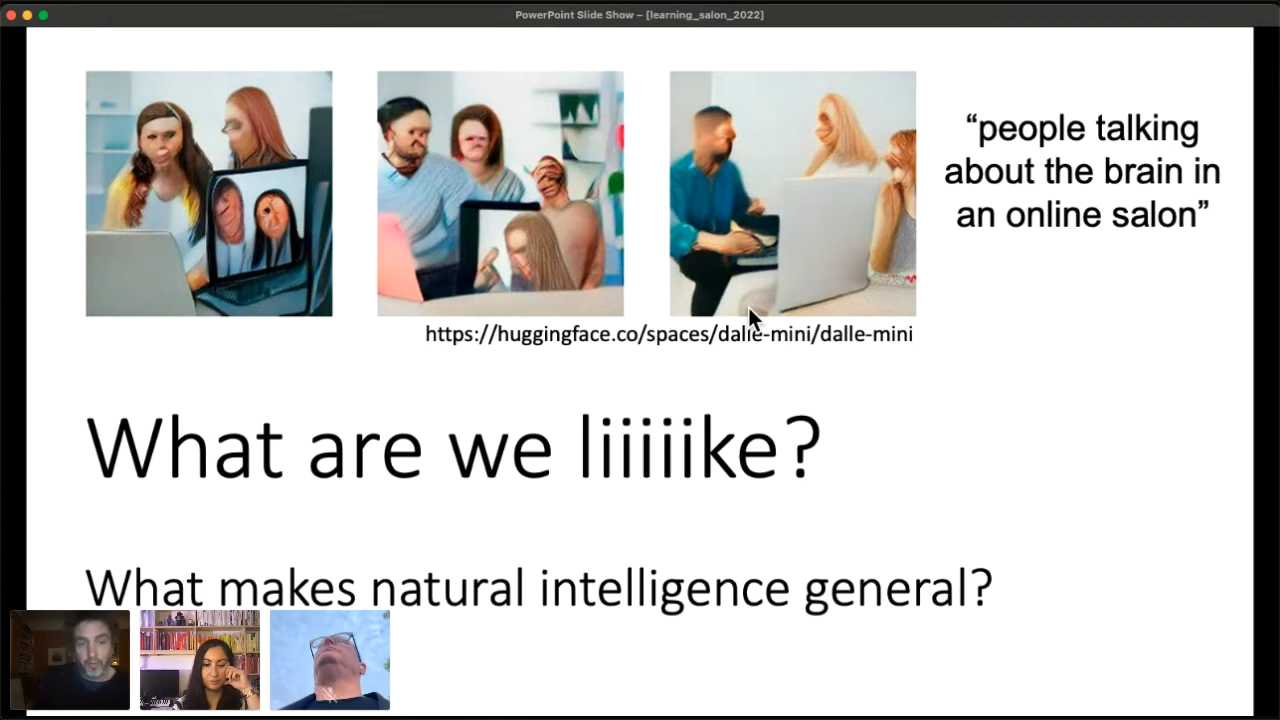 PowerPoint Slide Show – [learning_salon_2022]
“people talking
about the brain in
an online salon”
https://huggingface.co/spaces/dalle-mini/dalle-mini
What are we liiiiike?
What makes natural intelligence general?